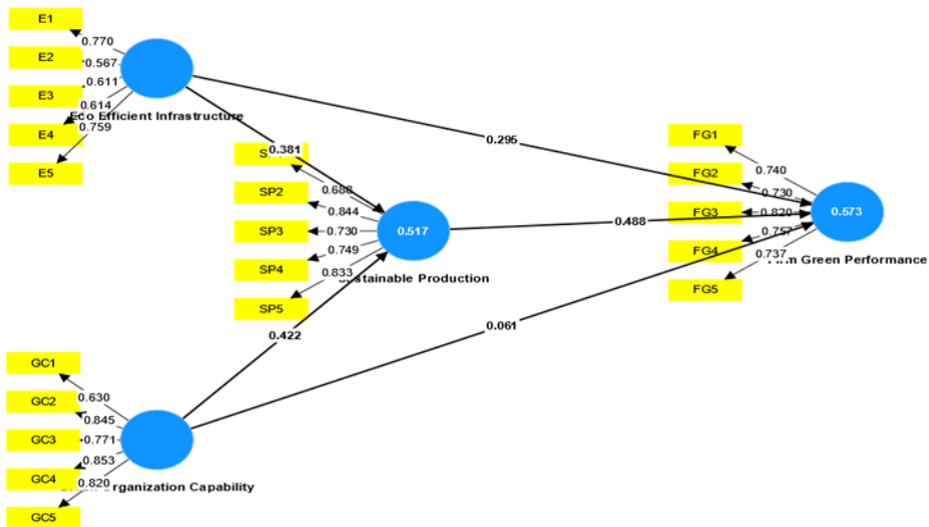 E1
0.770
E2
0.567
E3
0.611
E4
0.614
E5
0.759
Eco Efficient Infrastructure
0.381
0.295
0.688
SP2
0.844
SP3
0.730
SP4
0.749
SP5
0.833
0.517
Production
0.488
0.422
0.061
FG1
0.740
FG2
0.730
FG3
0.820
FG4
0.757
FG5
0.737
0.573
Green Performance
GC1
0.630
GC2
0.845
GC3
0.771
GC4
0.853
GC5
0.820
Capability